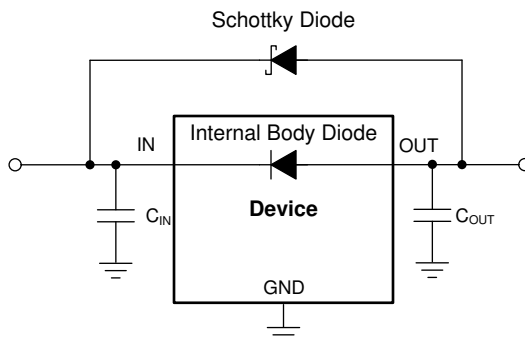 Schottky Diode
Internal Body Diode
IN
OUT
Device
CIN
COUT
GND